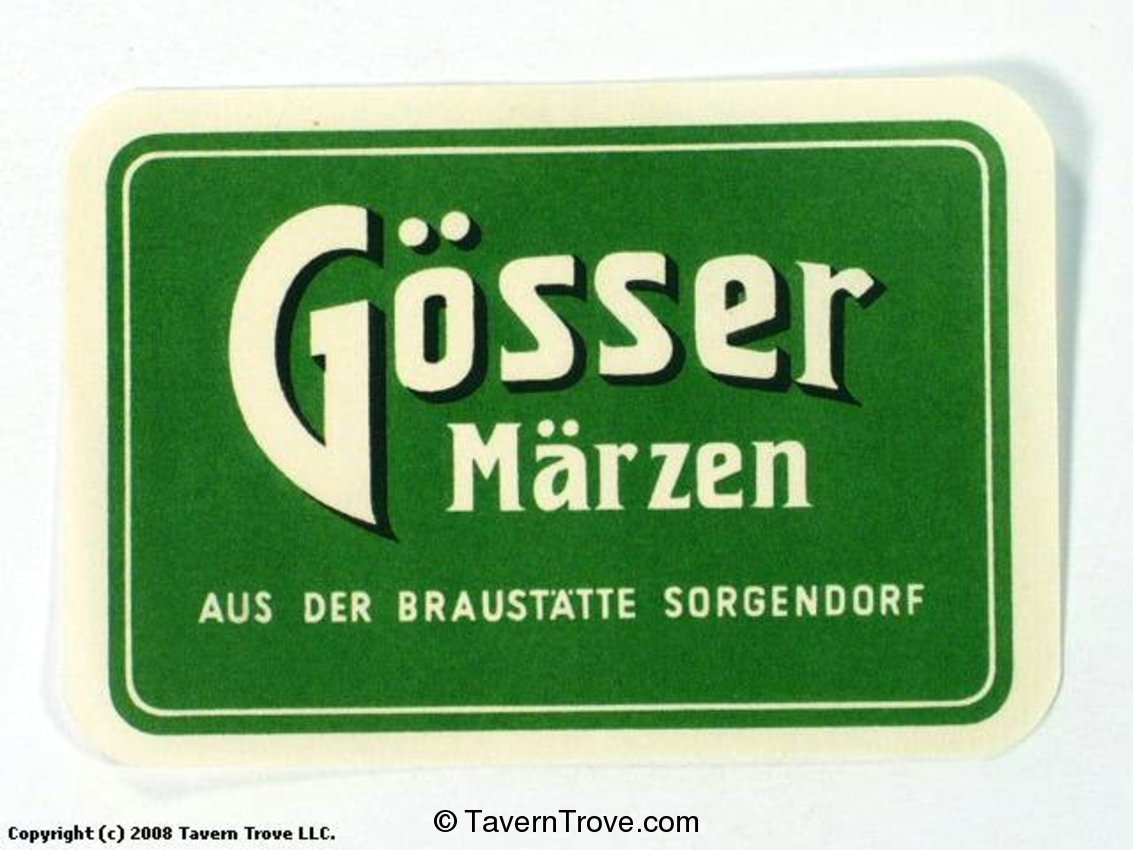 Gösser
Märzen
AUS DER BRAUSTÄTTE SORGENDORF
Copyright (c) 2008 Tavern Trove LLC.
© TavernTrove.com